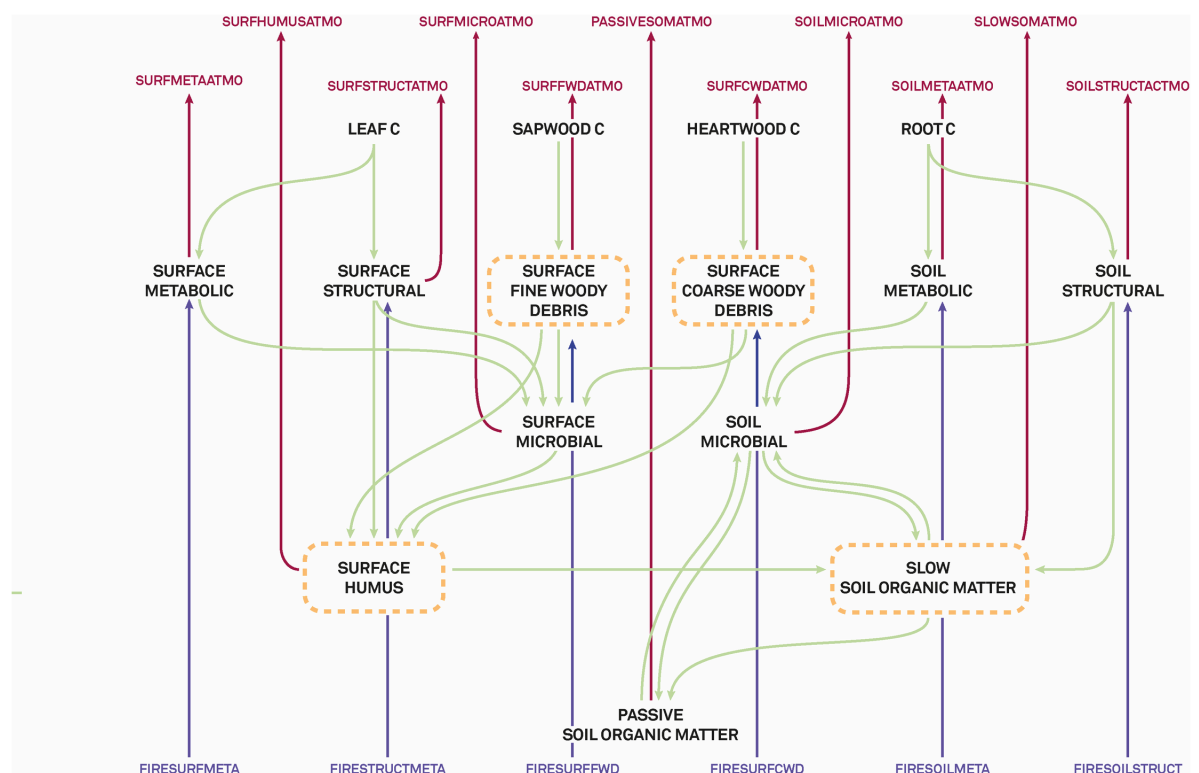 SURFHUMUSATMO
SURFMICROATMO
PASSIVESOMATMO
SOILMICROATMO
SLOWSOMATMO
SURFMETAATMO
SURFSTRUCTATMO
SURFFWDATMO
SURFCWDATMO
SOILMETAATMO
SOILSTRUCTACTMO
LEAF C
SAPWOOD C
HEARTWOOD C
ROOT C
SURFACE
METABOLIC
SURFACE
STRUCTURAL
SURFACE
FINE WOODY
DEBRIS
SURFACE
COARSE WOODY
DEBRIS
SOIL
METABOLIC
SOIL
STRUCTURAL
SURFACE
MICROBIAL
SOIL
MICROBIAL
SURFACE
HUMUS
SLOW
SOIL ORGANIC MATTER
PASSIVE
SOIL ORGANIC MATTER
FIRESURFMETA
FIRESTRUCTMETA
FIRESURFFWD
FIRESURFCWD
FIRESOILMETA
FIRESOILSTRUCT